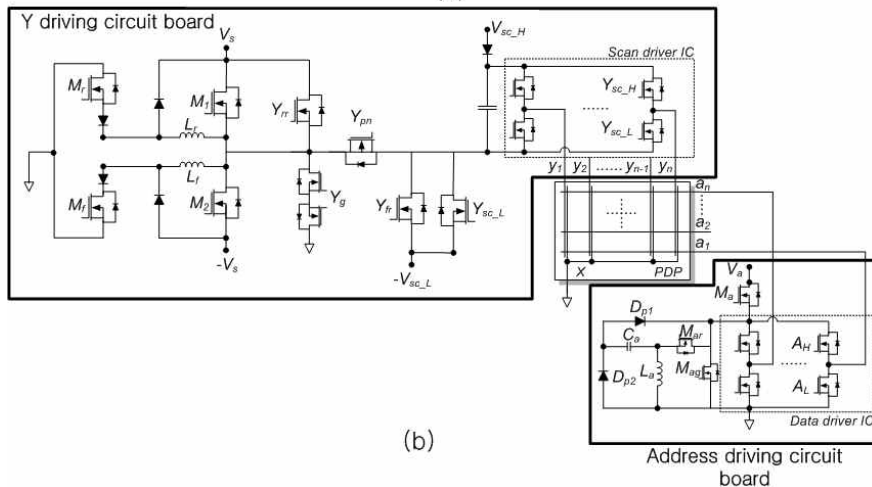 Y driving circuit board
V_s
V_sc_H
Scan driver IC
M_r
M_1
Y_rr
Y_pn
Y_sc_H
......
Y_sc_L
L_r
L_f
M_f
M_2
Y_g
Y_fr
Y_sc_L
-V_s
-V_sc_L
y_1 y_2 ...... y_n-1 y_n
a_n
a_2
a_1
X PDP
V_a
M_a
D_p1
C_a
M_ar
A_H
......
L_a
M_ag
D_p2
A_L
Data driver IC
(b)
Address driving circuit
board